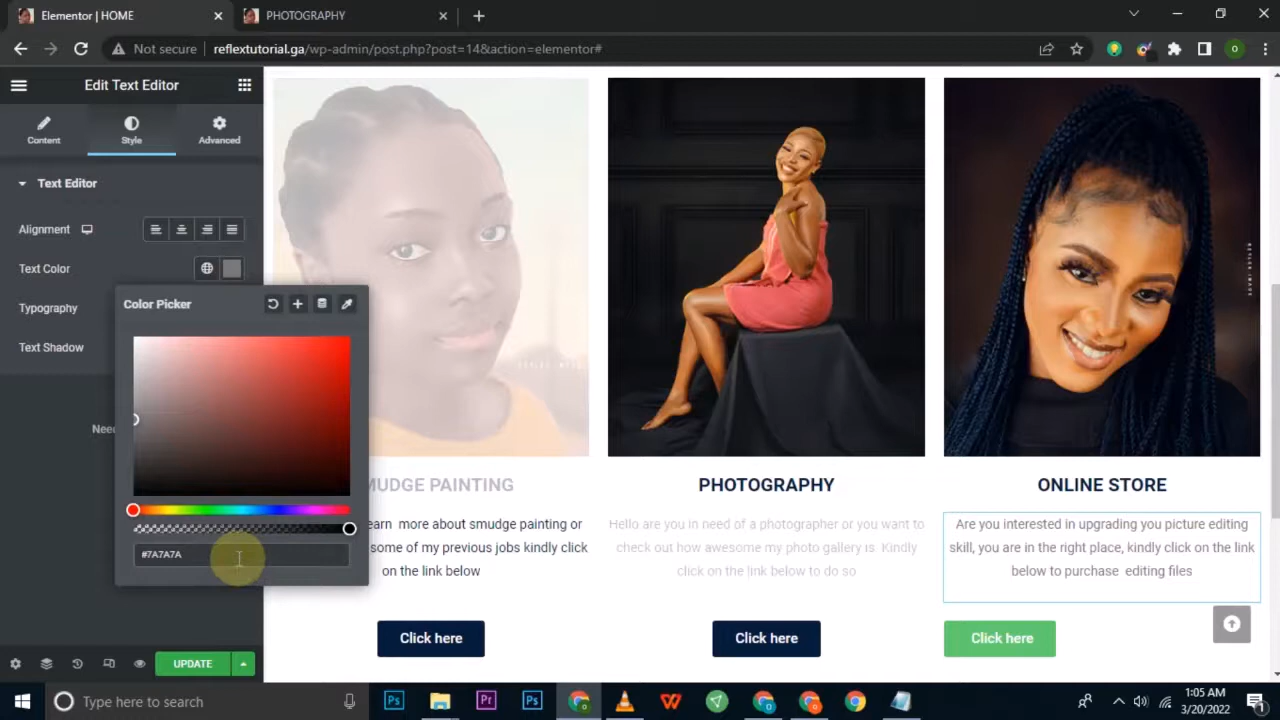 Elementor | HOME
PHOTOGRAPHY
Not secure
reflextutorial.ga/wp-admin/post.php?post=14&action=elementor#
o
Edit Text Editor
Content
Style
Advanced
Text Editor
Alignment
Text Color
Typography
Text Shadow
Color Picker
Nee
#7A7A7A
MUDGE PAINTING
earn more about smudge painting or
some of my previous jobs kindly click
on the link below
Click here
PHOTOGRAPHY
Hello are you in need of a photographer or you want to
check out how awesome my photo gallery is. Kindly
click on the link below to do so
Click here
ONLINE STORE
Are you interested in upgrading you picture editing
skill, you are in the right place, kindly click on the link
below to purchase editing files
Click here
UPDATE
Type here to search
Ps
Pr
Ps
1:05 AM
3/20/2022
1